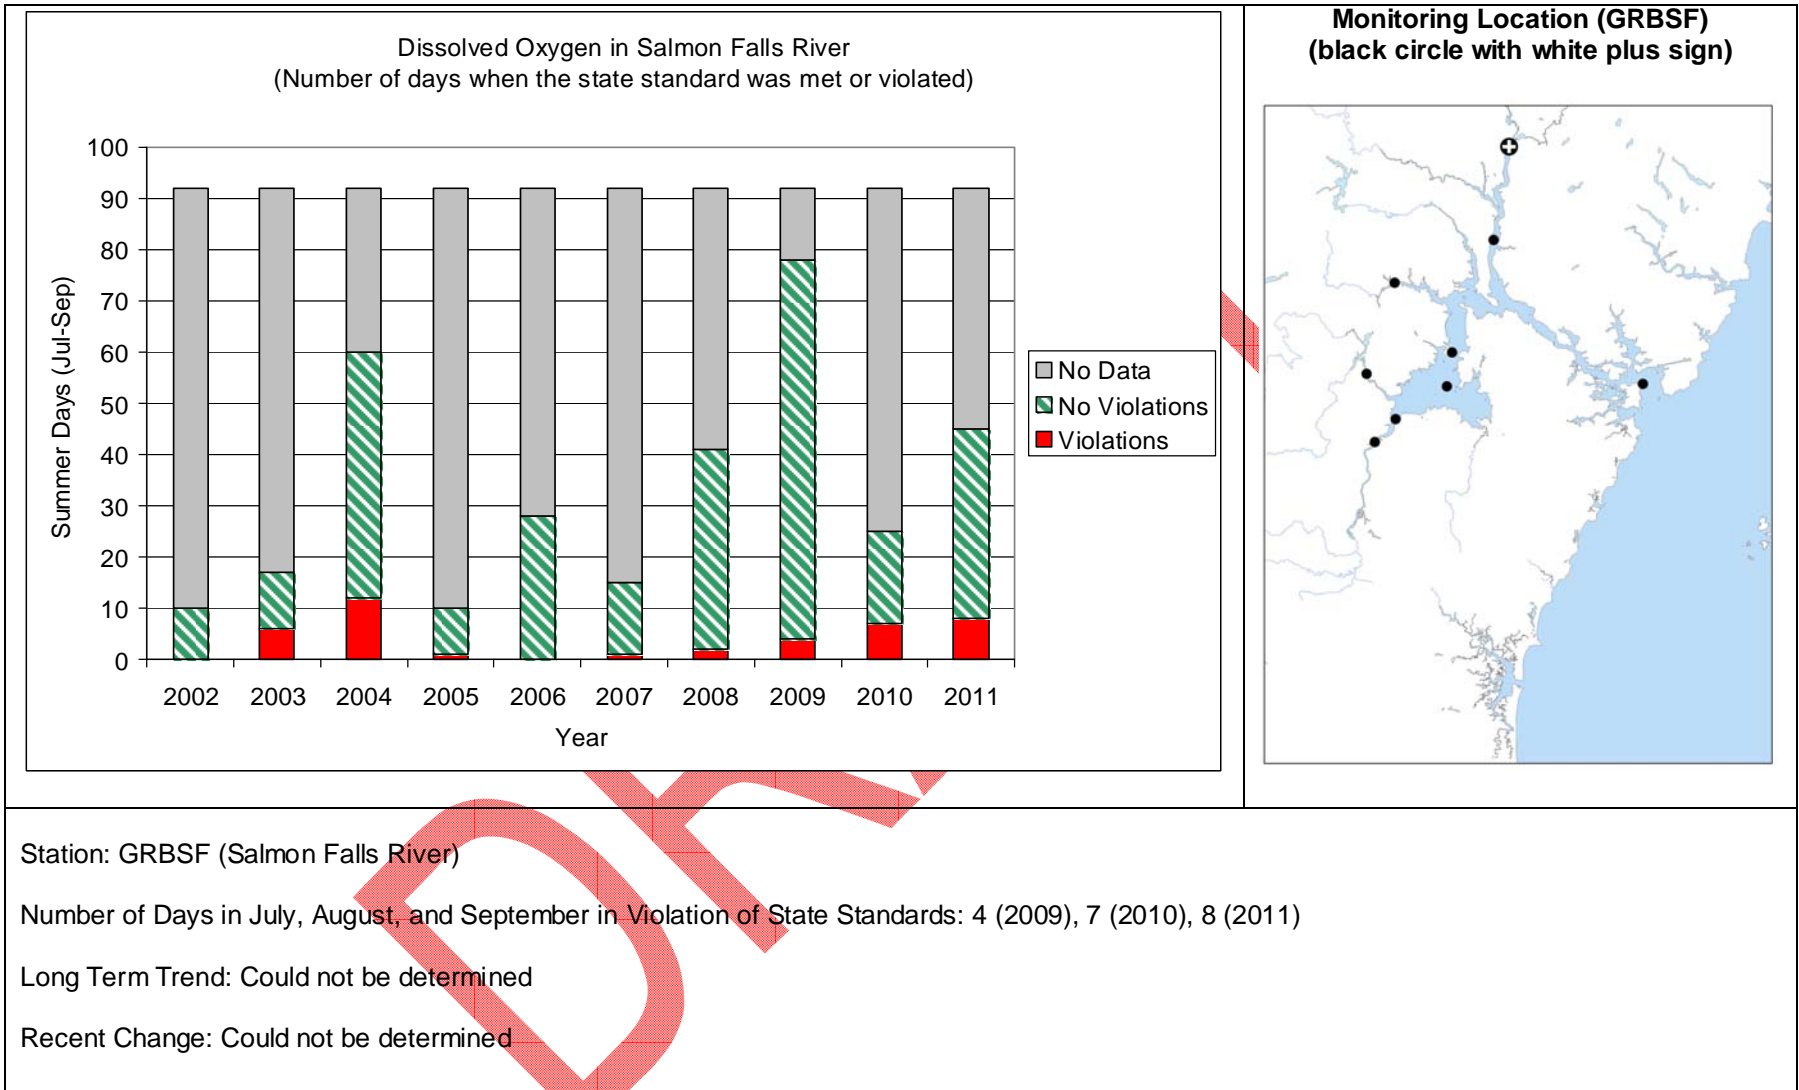 Dissolved Oxygen in Salmon Falls River
(Number of days when the state standard was met or violated)
100
90
80
70
60
50
40
30
20
10
0
Summer Days (Jul-Sep)
2002 2003 2004 2005 2006 2007 2008 2009 2010 2011
Year
No Data
No Violations
Violations
Monitoring Location (GRBSF)
(black circle with white plus sign)
Station: GRBSF (Salmon Falls River)
Number of Days in July, August, and September in Violation of State Standards: 4 (2009), 7 (2010), 8 (2011)
Long Term Trend: Could not be determined
Recent Change: Could not be determined